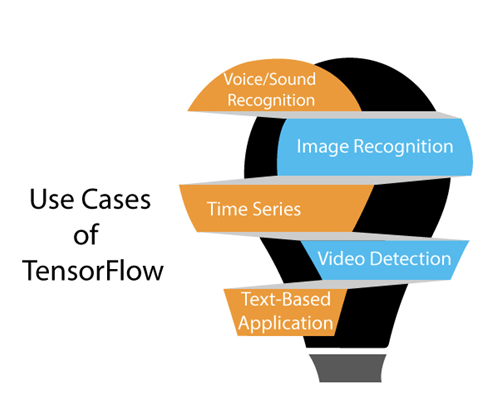 Voice/Sound
Recognition
Image Recognition
Use Cases
of
TensorFlow
Time Series
Video Detection
Text-Based
Application